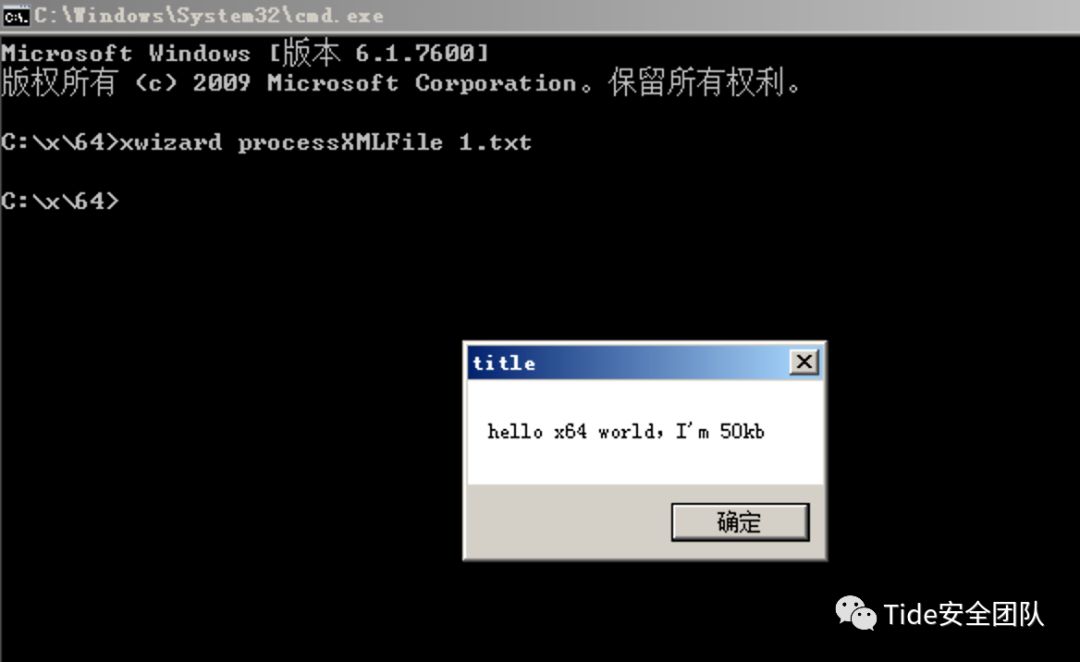 C:\Windows\System32\cmd.exe
Microsoft Windows [版本 6.1.7600]
版权所有 (c) 2009 Microsoft Corporation。保留所有权利。
C:\x\64>xwizard processXMLFile 1.txt
C:\x\64>
title
hello x64 world, I'm 50kb
确定
Tide安全团队